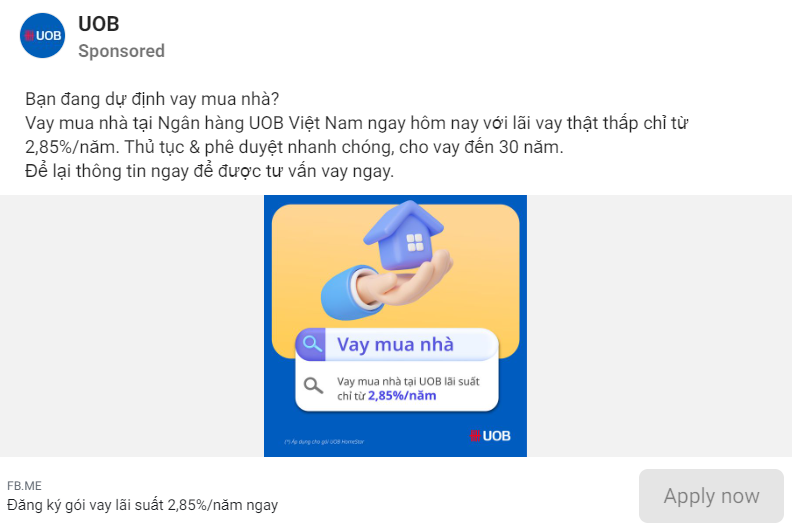 UOB
UOB
Sponsored
Bạn đang dự định vay mua nhà?
Vay mua nhà tại Ngân hàng UOB Việt Nam ngay hôm nay với lãi vay thật thấp chỉ từ
2,85%/năm. Thủ tục & phê duyệt nhanh chóng, cho vay đến 30 năm.
Để lại thông tin ngay để được tư vấn vay ngay.
Vay mua nhà
Vay mua nhà tại UOB lãi suất
chỉ từ 2,85%/năm
(*) Áp dụng cho gói UOB HomeStar
UOB
FB.ME
Đăng ký gói vay lãi suất 2,85%/năm ngay
Apply now